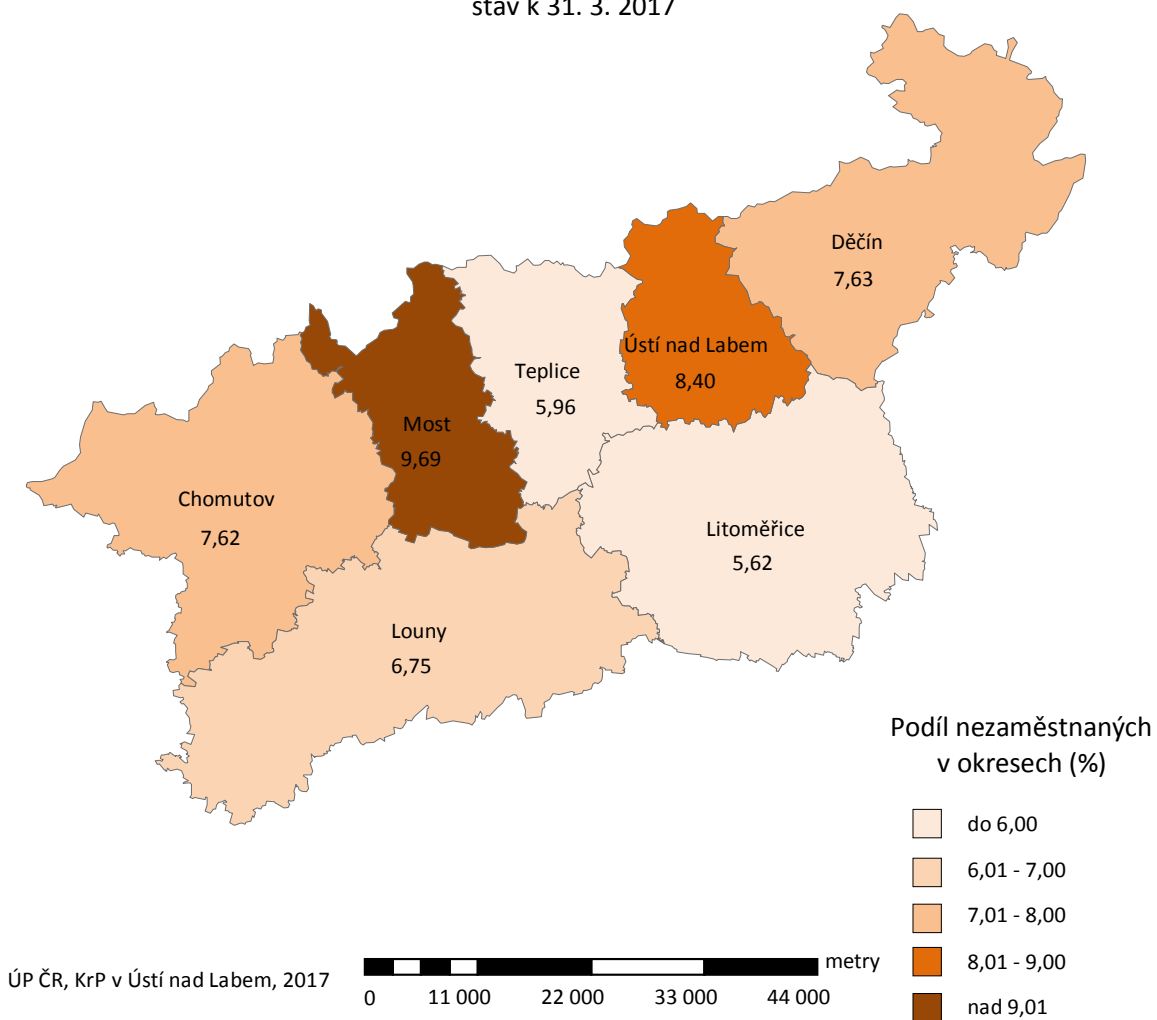 stav k 31. 3. 2017
Děčín
7,63
Ústí nad Labem
8,40
Teplice
5,96
Most
9,69
Chomutov
7,62
Litoměřice
5,62
Louny
6,75
Podíl nezaměstnaných
v okresech (%)
do 6,00
6,01 - 7,00
7,01 - 8,00
8,01 - 9,00
nad 9,01
ÚP ČR, KrP v Ústí nad Labem, 2017
metry
0 11 000 22 000 33 000 44 000